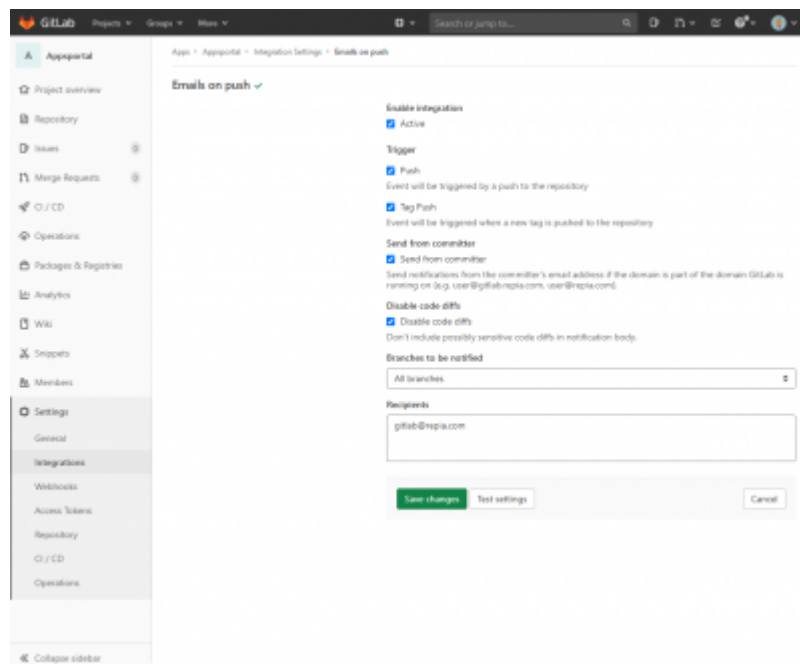 GitLab Projects Groups More Search or jump to...
A Appsportal
Apps > Appsportal > Integration Settings > Emails on push
Emails on push
Project overview
Repository
Issues 0
Merge Requests 0
CI / CD
Operations
Packages & Registries
Analytics
Wiki
Snippets
Members
Settings
General
Integrations
Webhooks
Access Tokens
Repository
CI / CD
Operations
Collapse sidebar
Enable integration
Active
Trigger
Push
Event will be triggered by a push to the repository
Tag Push
Event will be triggered when a new tag is pushed to the repository
Send from committer
Send from committer
Send notifications from the committer's email address if the domain is part of the domain GitLab is
running on (e.g. user@gitlab.repia.com, user@repia.com).
Disable code diffs
Disable code diffs
Don't include possibly sensitive code diffs in notification body.
Branches to be notified
All branches
Recipients
gitlab@repia.com
Save changes Test settings Cancel